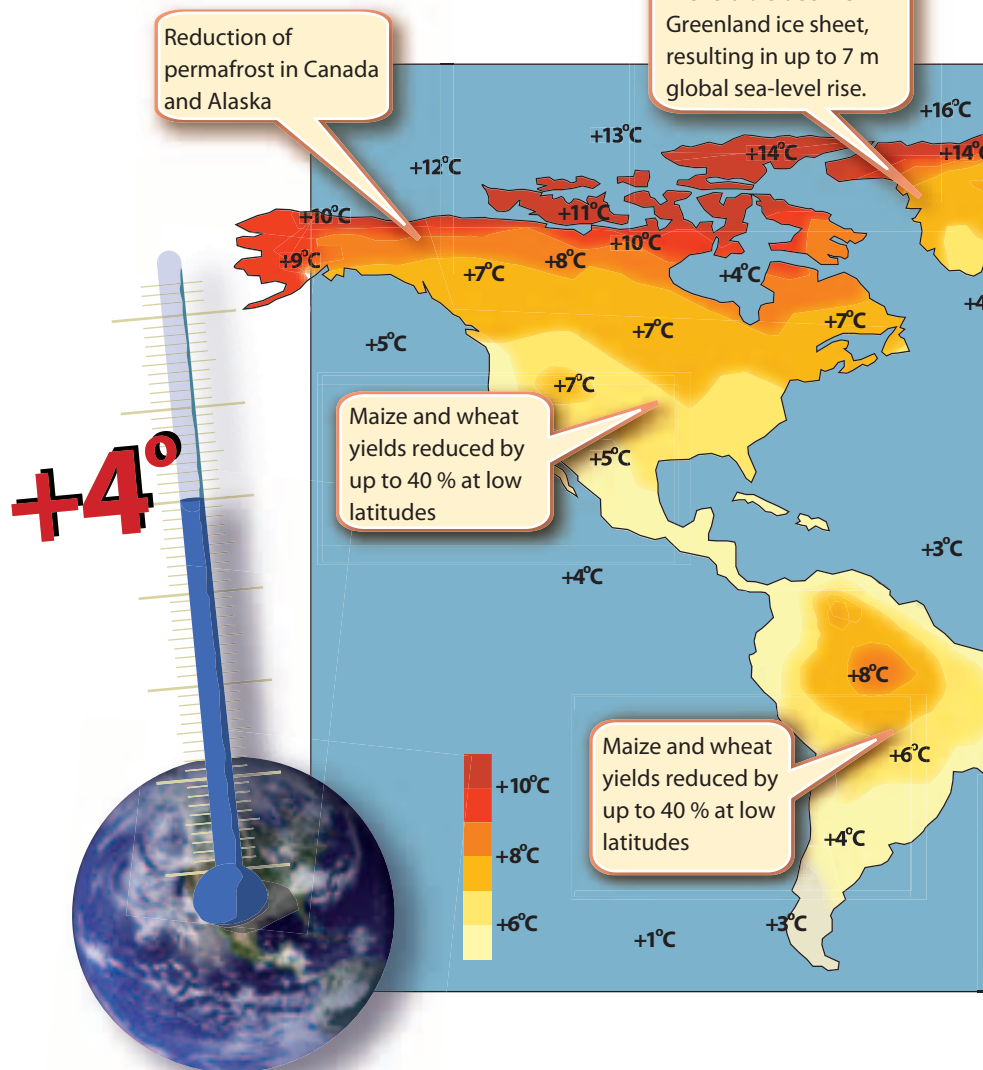 Greenland ice sheet,
resulting in up to 7 m
global sea-level rise.
Reduction of
permafrost in Canada
and Alaska
+16°C
+13°C
+14°C
+14°C
+12°C
+10°C
+11°C
+10°C
+9°C
+8°C
+7°C
+4°C
+4
+7°C
+7°C
+5°C
+7°C
Maize and wheat
yields reduced by
up to 40 % at low
latitudes
+5°C
+4°
+3°C
+4°C
+8°C
Maize and wheat
yields reduced by
up to 40 % at low
latitudes
+6°C
+10°C
+4°C
+8°C
+6°C
+3°C
+1°C